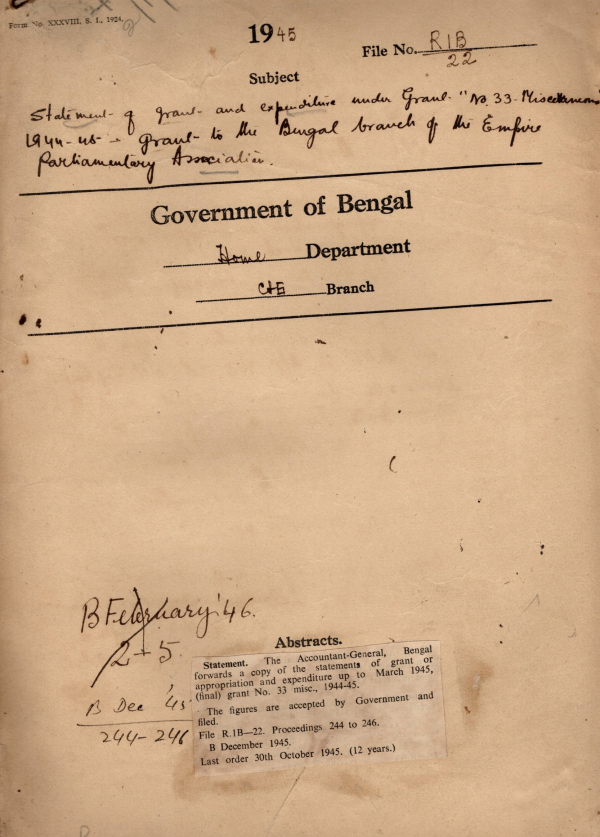 Form No. XXXVIII, S. I., 1924.
1945
File No. R1B
22
Subject
Statement of grant and expenditure under Grant "No. 33-Miscellaneous
1944-45 - Grant to the Bengal branch of the Empire
Parliamentary Association.
Government of Bengal
Home Department
C&E Branch
B February '46.
2-5
B Dec '45
244-246
Abstracts.
Statement. The Accountant-General, Bengal
forwards a copy of the statements of grant or
appropriation and expenditure up to March 1945,
(final) grant No. 33 misc., 1944-45.
The figures are accepted by Government and
filed.
File R.1B—22. Proceedings 244 to 246.
B December 1945.
Last order 30th October 1945. (12 years.)